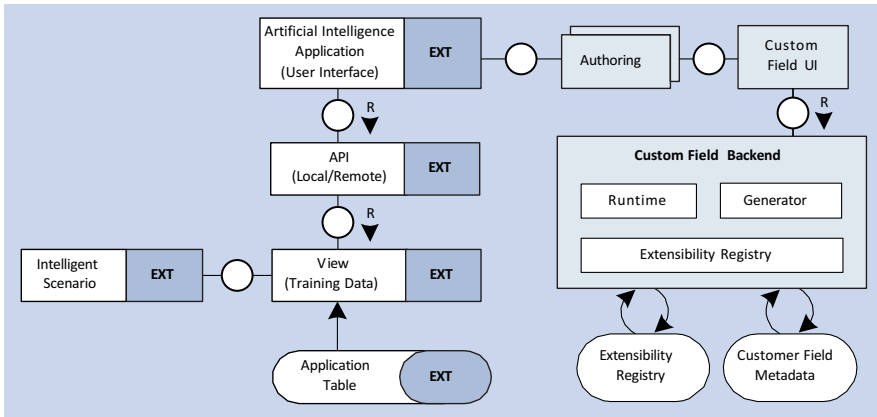 Artificial Intelligence
Application
(User Interface)
EXT
Authoring
Custom
Field UI
R
R
API
(Local/Remote)
EXT
Custom Field Backend
Runtime
Generator
Extensibility Registry
R
Intelligent
Scenario
EXT
View
(Training Data)
EXT
Application
Table
EXT
Extensibility
Registry
Customer Field
Metadata